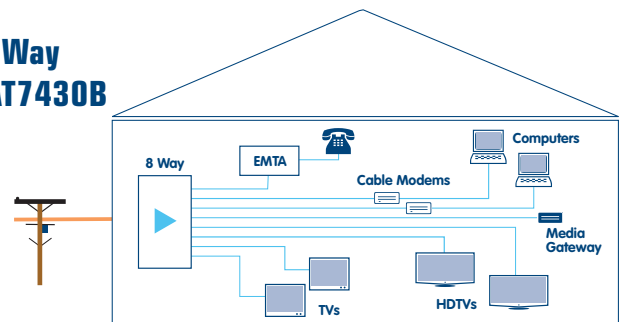 Way
T7430B
8 Way
EMTA
Computers
Cable Modems
Media
Gateway
TVs
HDTVs